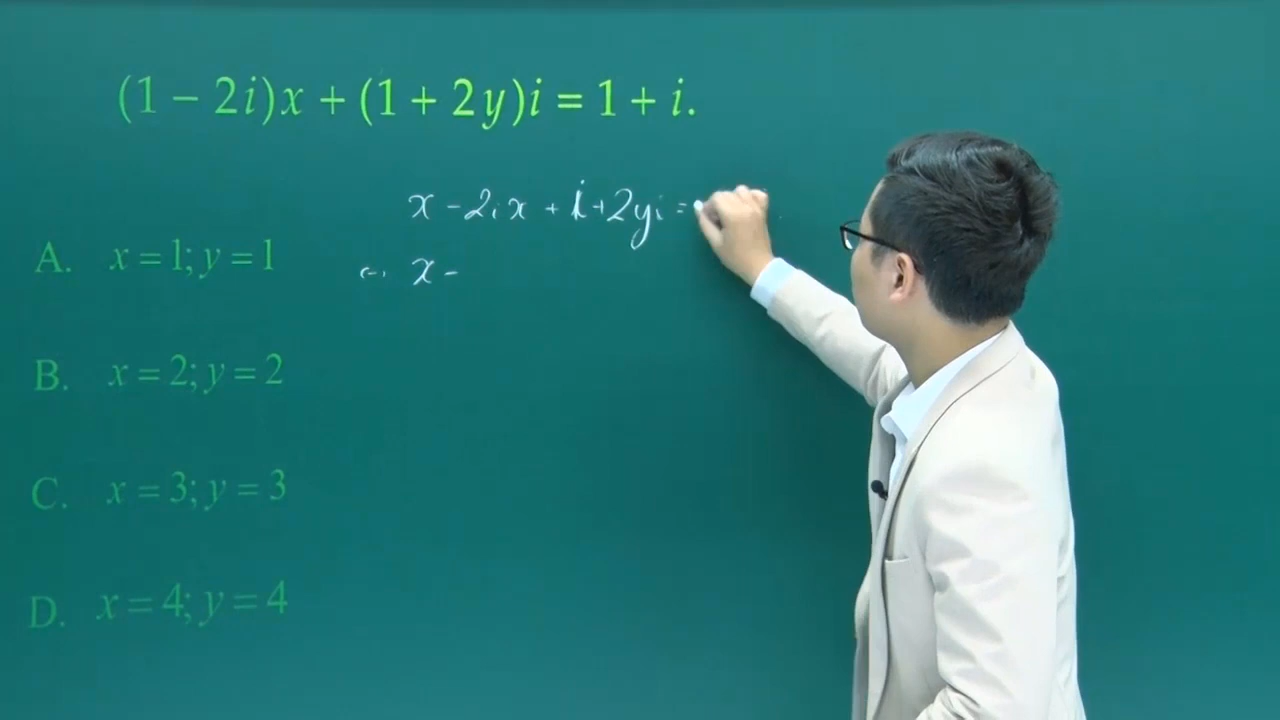 (1 − 2i)x + (1 + 2y)i = 1 + i.
x - 2ix + i + 2yi =
⇔ x -
A. x = 1; y = 1
B. x = 2; y = 2
C. x = 3; y = 3
D. x = 4; y = 4